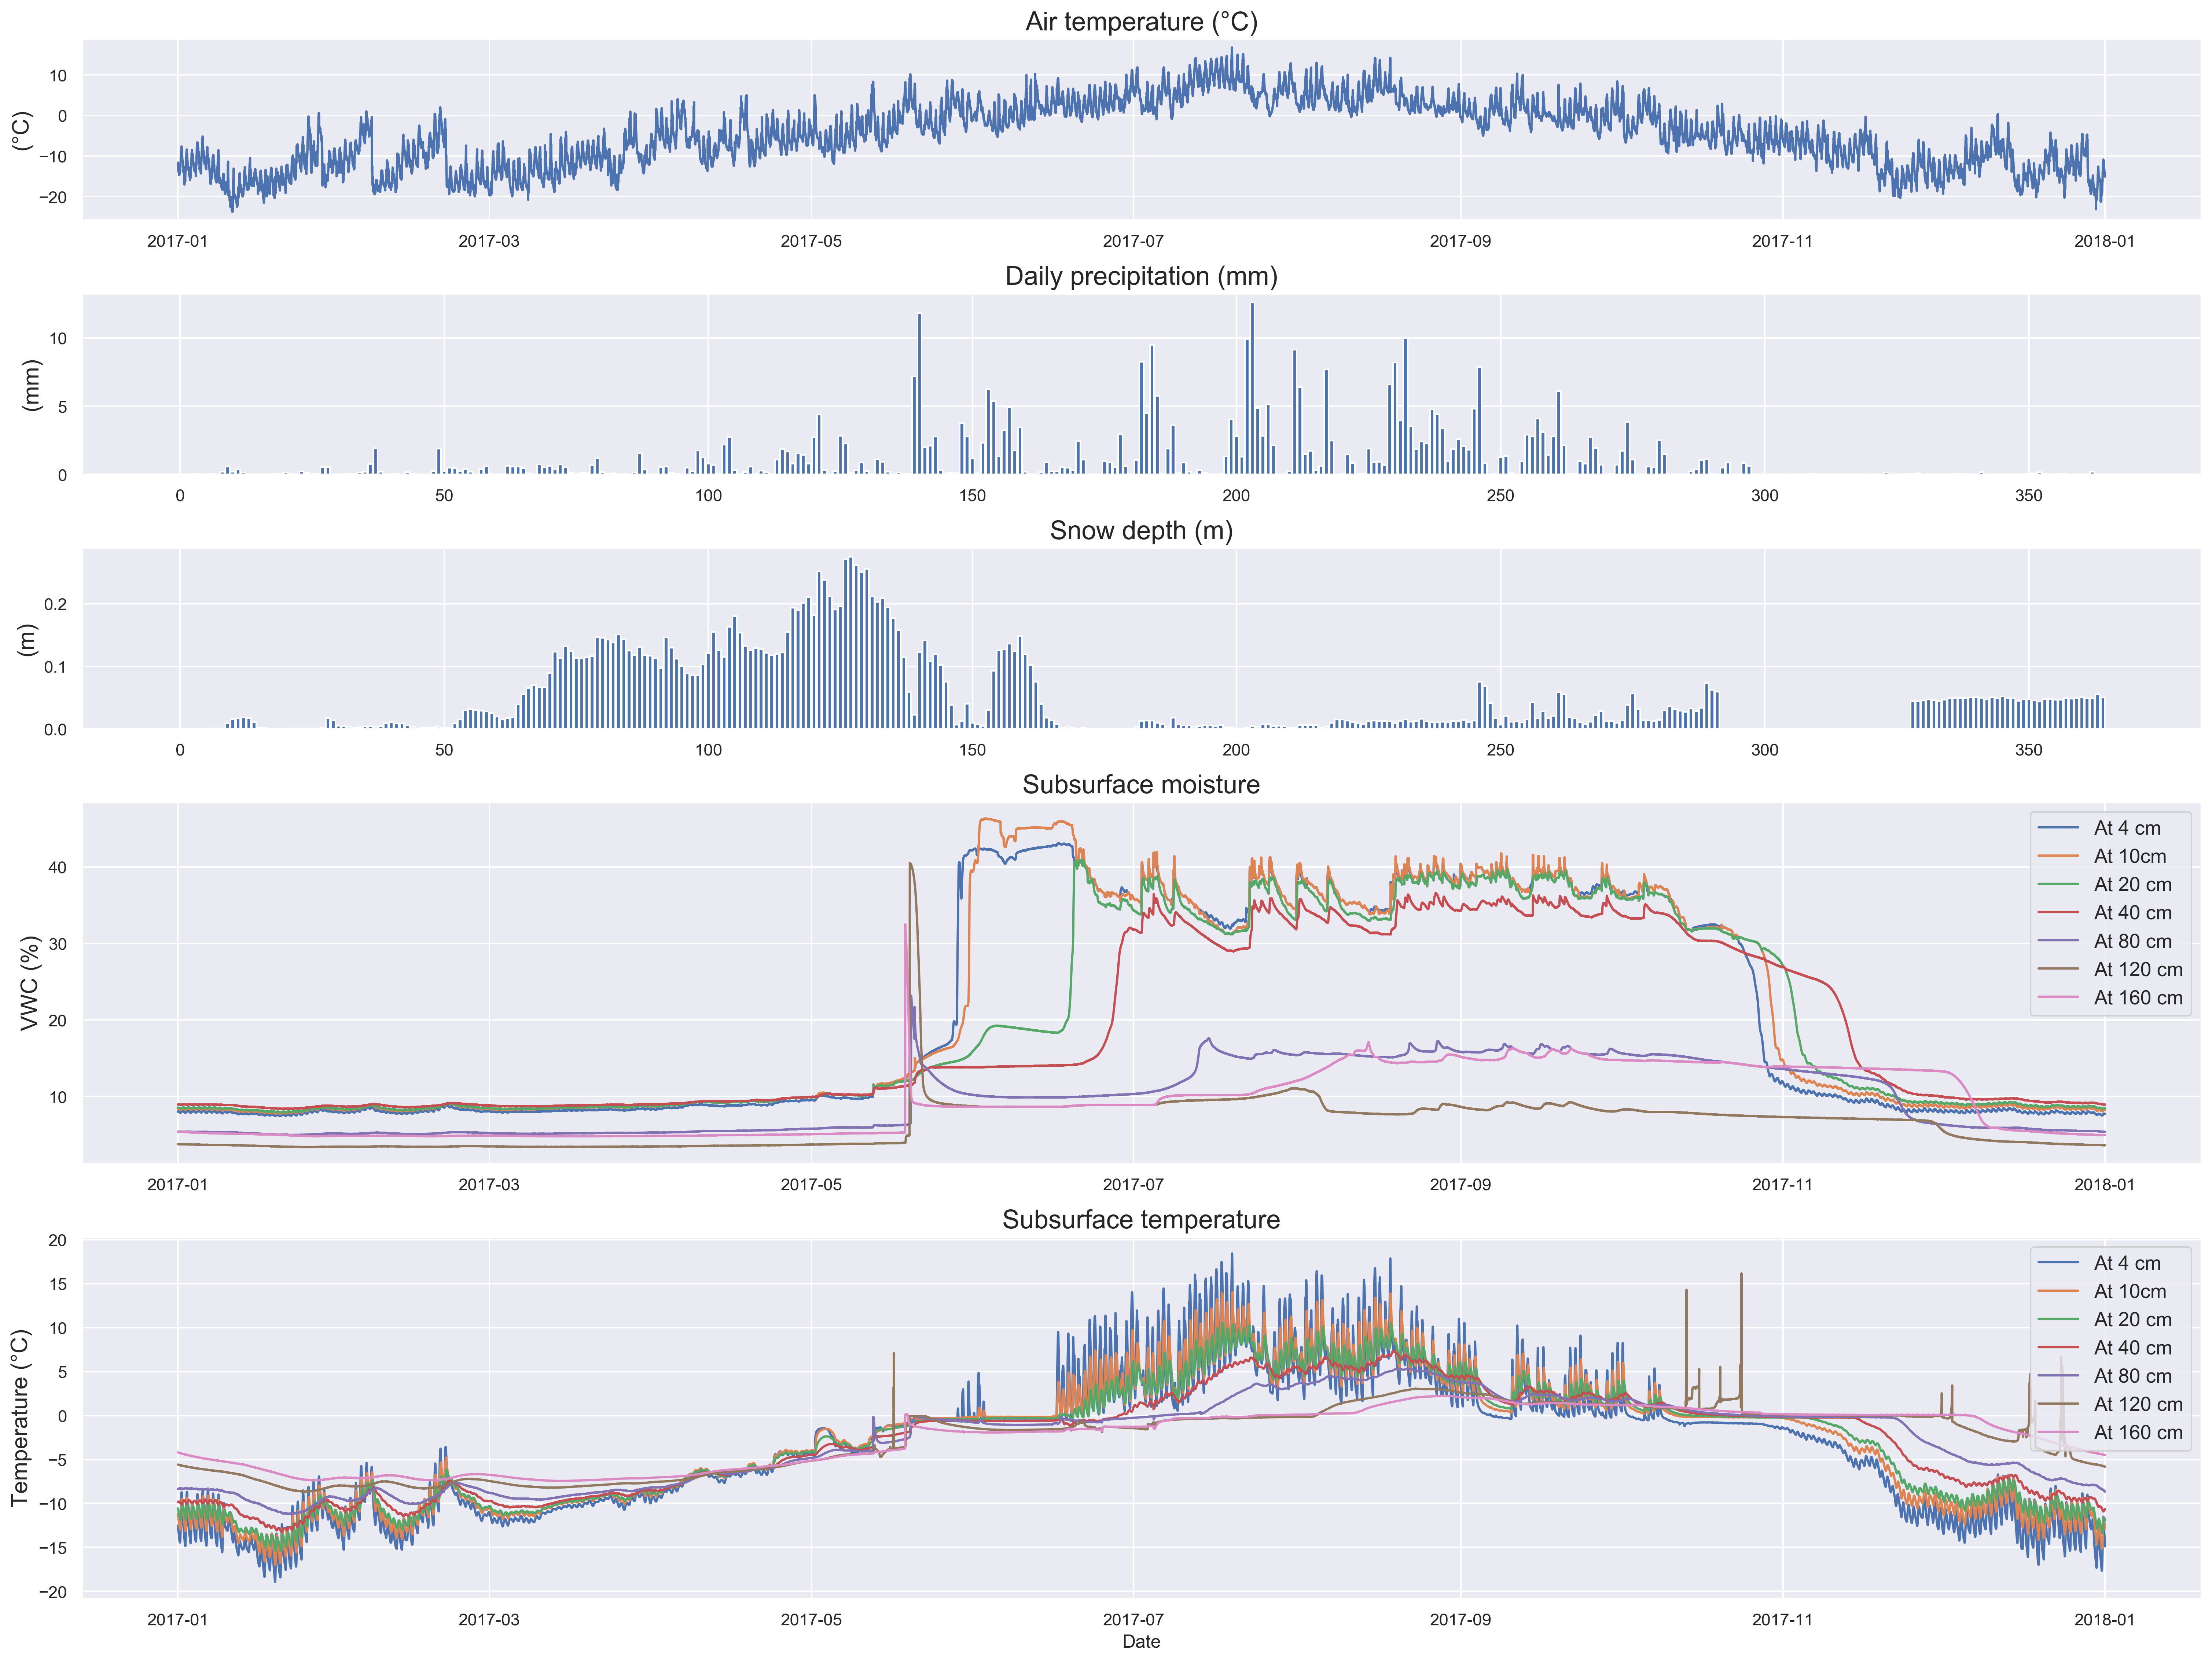 Air temperature (°C)
(°C)
10
0
−10
−20
2017-01 2017-03 2017-05 2017-07 2017-09 2017-11 2018-01
Daily precipitation (mm)
(mm)
10
5
0
0 50 100 150 200 250 300 350
Snow depth (m)
(m)
0.2
0.1
0.0
0 50 100 150 200 250 300 350
Subsurface moisture
VWC (%)
40
30
20
10
At 4 cm
At 10cm
At 20 cm
At 40 cm
At 80 cm
At 120 cm
At 160 cm
2017-01 2017-03 2017-05 2017-07 2017-09 2017-11 2018-01
Subsurface temperature
Temperature (°C)
20
15
10
5
0
−5
−10
−15
−20
At 4 cm
At 10cm
At 20 cm
At 40 cm
At 80 cm
At 120 cm
At 160 cm
2017-01 2017-03 2017-05 2017-07 2017-09 2017-11 2018-01
Date